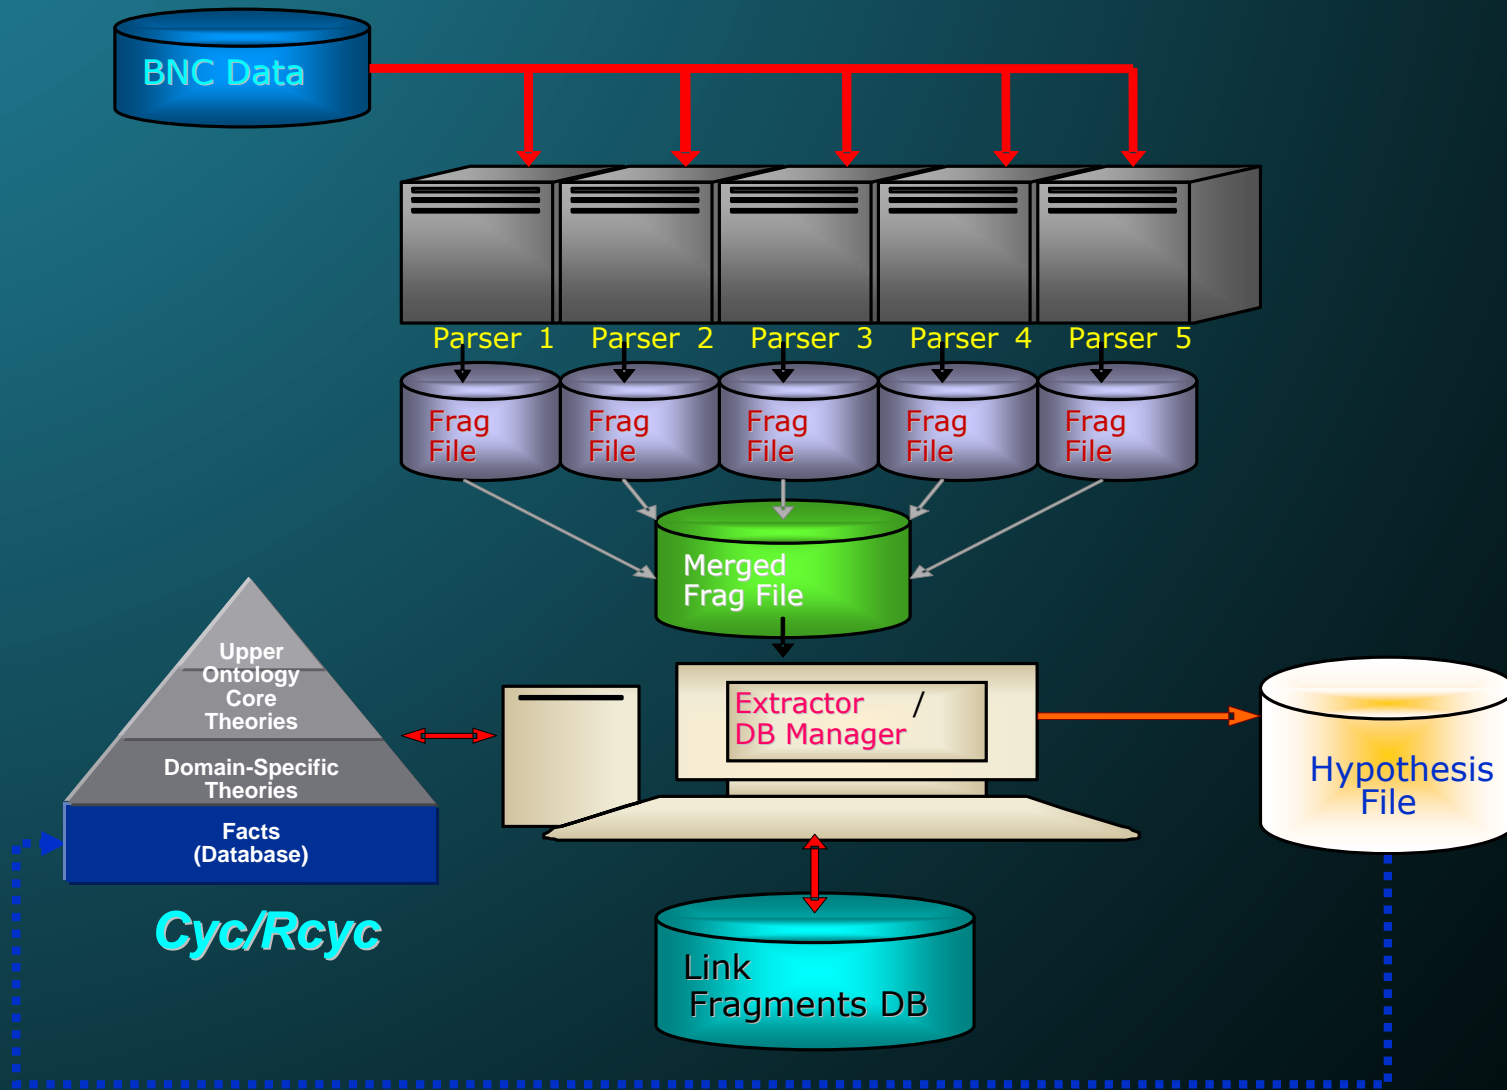 BNC Data
Parser 1
Parser 2
Parser 3
Parser 4
Parser 5
Frag
File
Frag
File
Frag
File
Frag
File
Frag
File
Merged
Frag File
Upper
Ontology
Core
Theories
Domain-Specific
Theories
Facts
(Database)
Cyc/Rcyc
Extractor /
DB Manager
Hypothesis
File
Link
Fragments DB